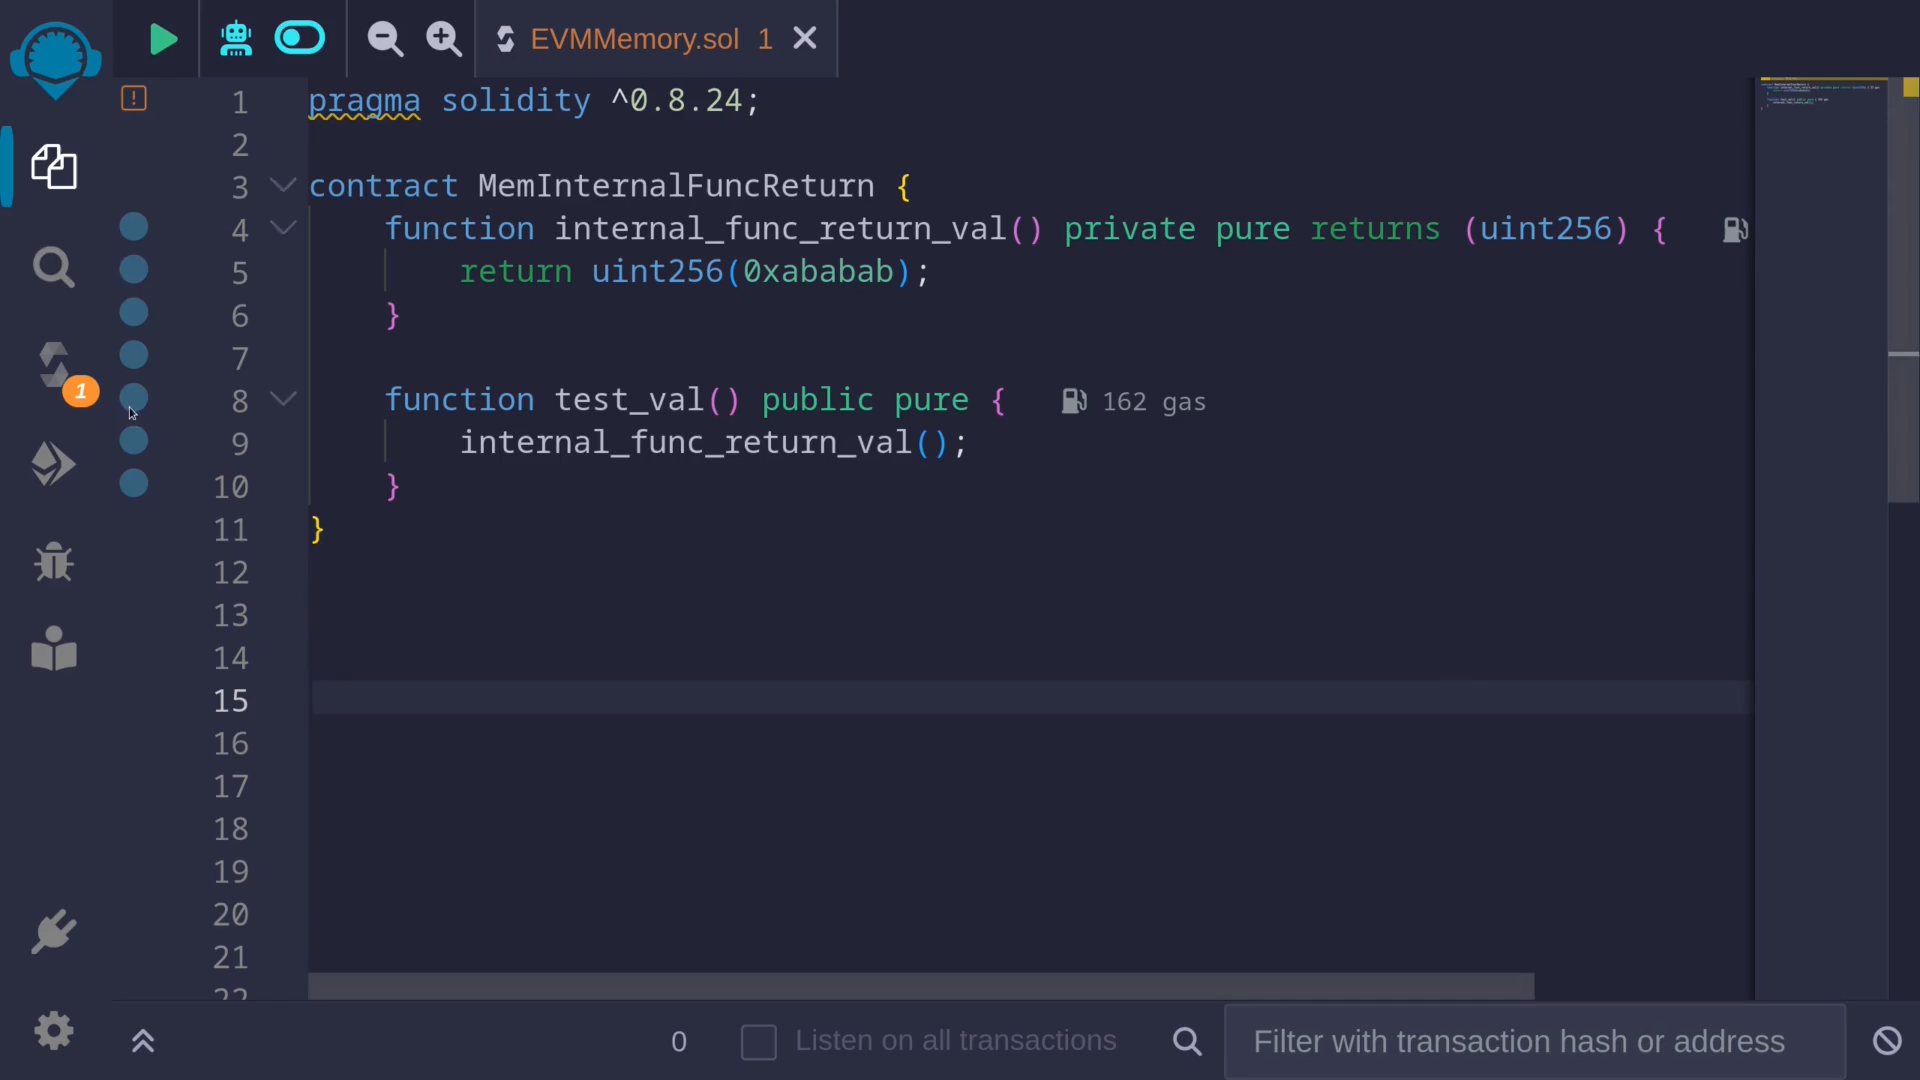 EVMMemory.sol 1
1 pragma solidity ^0.8.24;
2
3 contract MemInternalFuncReturn {
4 function internal_func_return_val() private pure returns (uint256) {
5 return uint256(0xababab);
6 }
7
8 function test_val() public pure { 162 gas
9 internal_func_return_val();
10 }
11 }
12
13
14
15
16
17
18
19
20
21
22
1
0 Listen on all transactions Filter with transaction hash or address